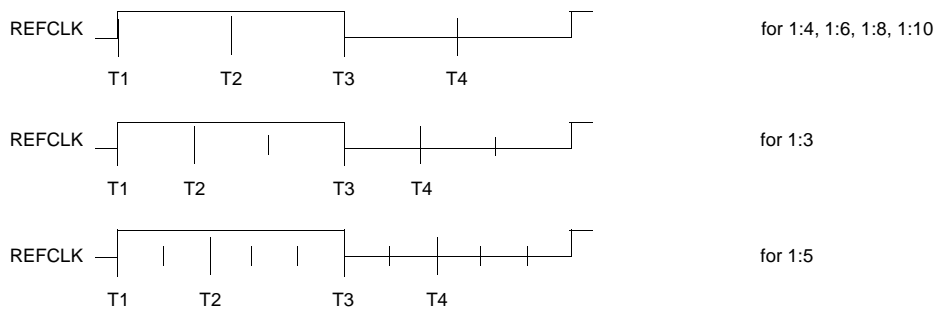 REFCLK for 1:4, 1:6, 1:8, 1:10
T1 T2 T3 T4
REFCLK for 1:3
T1 T2 T3 T4
REFCLK for 1:5
T1 T2 T3 T4